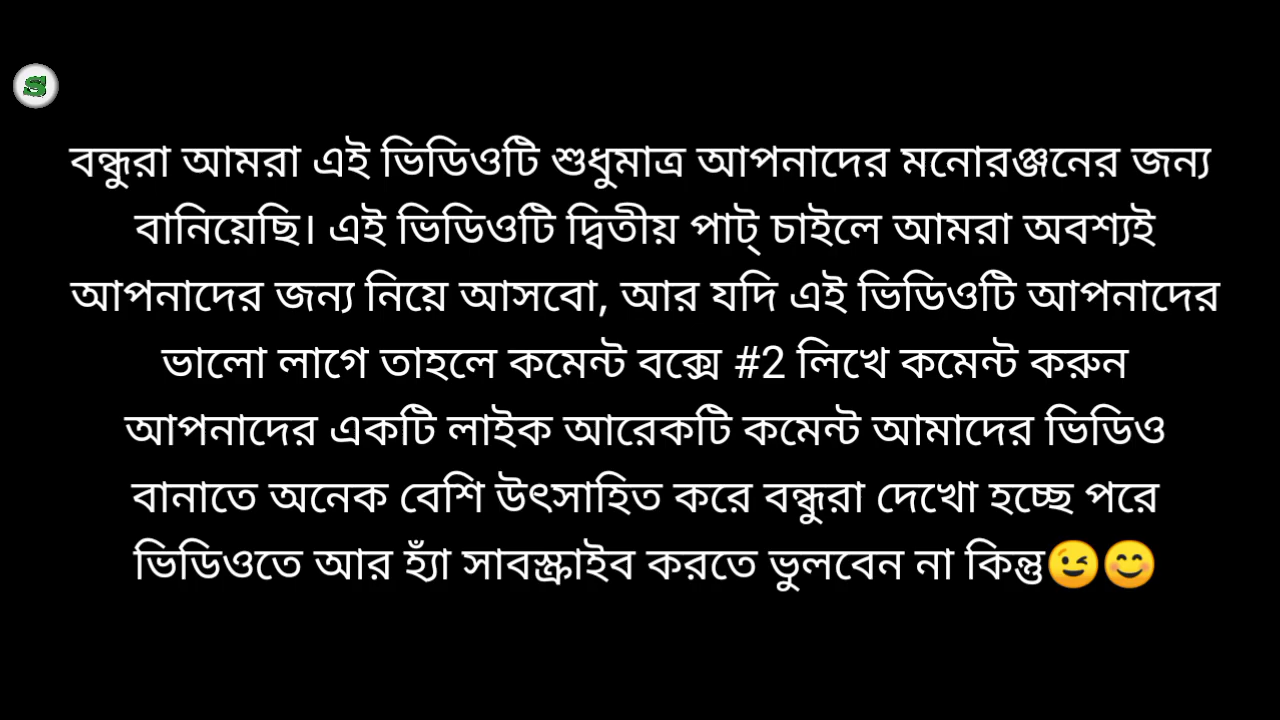 S
বন্ধুরা আমরা এই ভিডিওটি শুধুমাত্র আপনাদের মনোরঞ্জনের জন্য
বানিয়েছি। এই ভিডিওটি দ্বিতীয় পাট্ চাইলে আমরা অবশ্যই
আপনাদের জন্য নিয়ে আসবো, আর যদি এই ভিডিওটি আপনাদের
ভালো লাগে তাহলে কমেন্ট বক্সে #2 লিখে কমেন্ট করুন
আপনাদের একটি লাইক আরেকটি কমেন্ট আমাদের ভিডিও
বানাতে অনেক বেশি উৎসাহিত করে বন্ধুরা দেখো হচ্ছে পরে
ভিডিওতে আর হ্যাঁ সাবস্ক্রাইব করতে ভুলবেন না কিন্তু😉😊